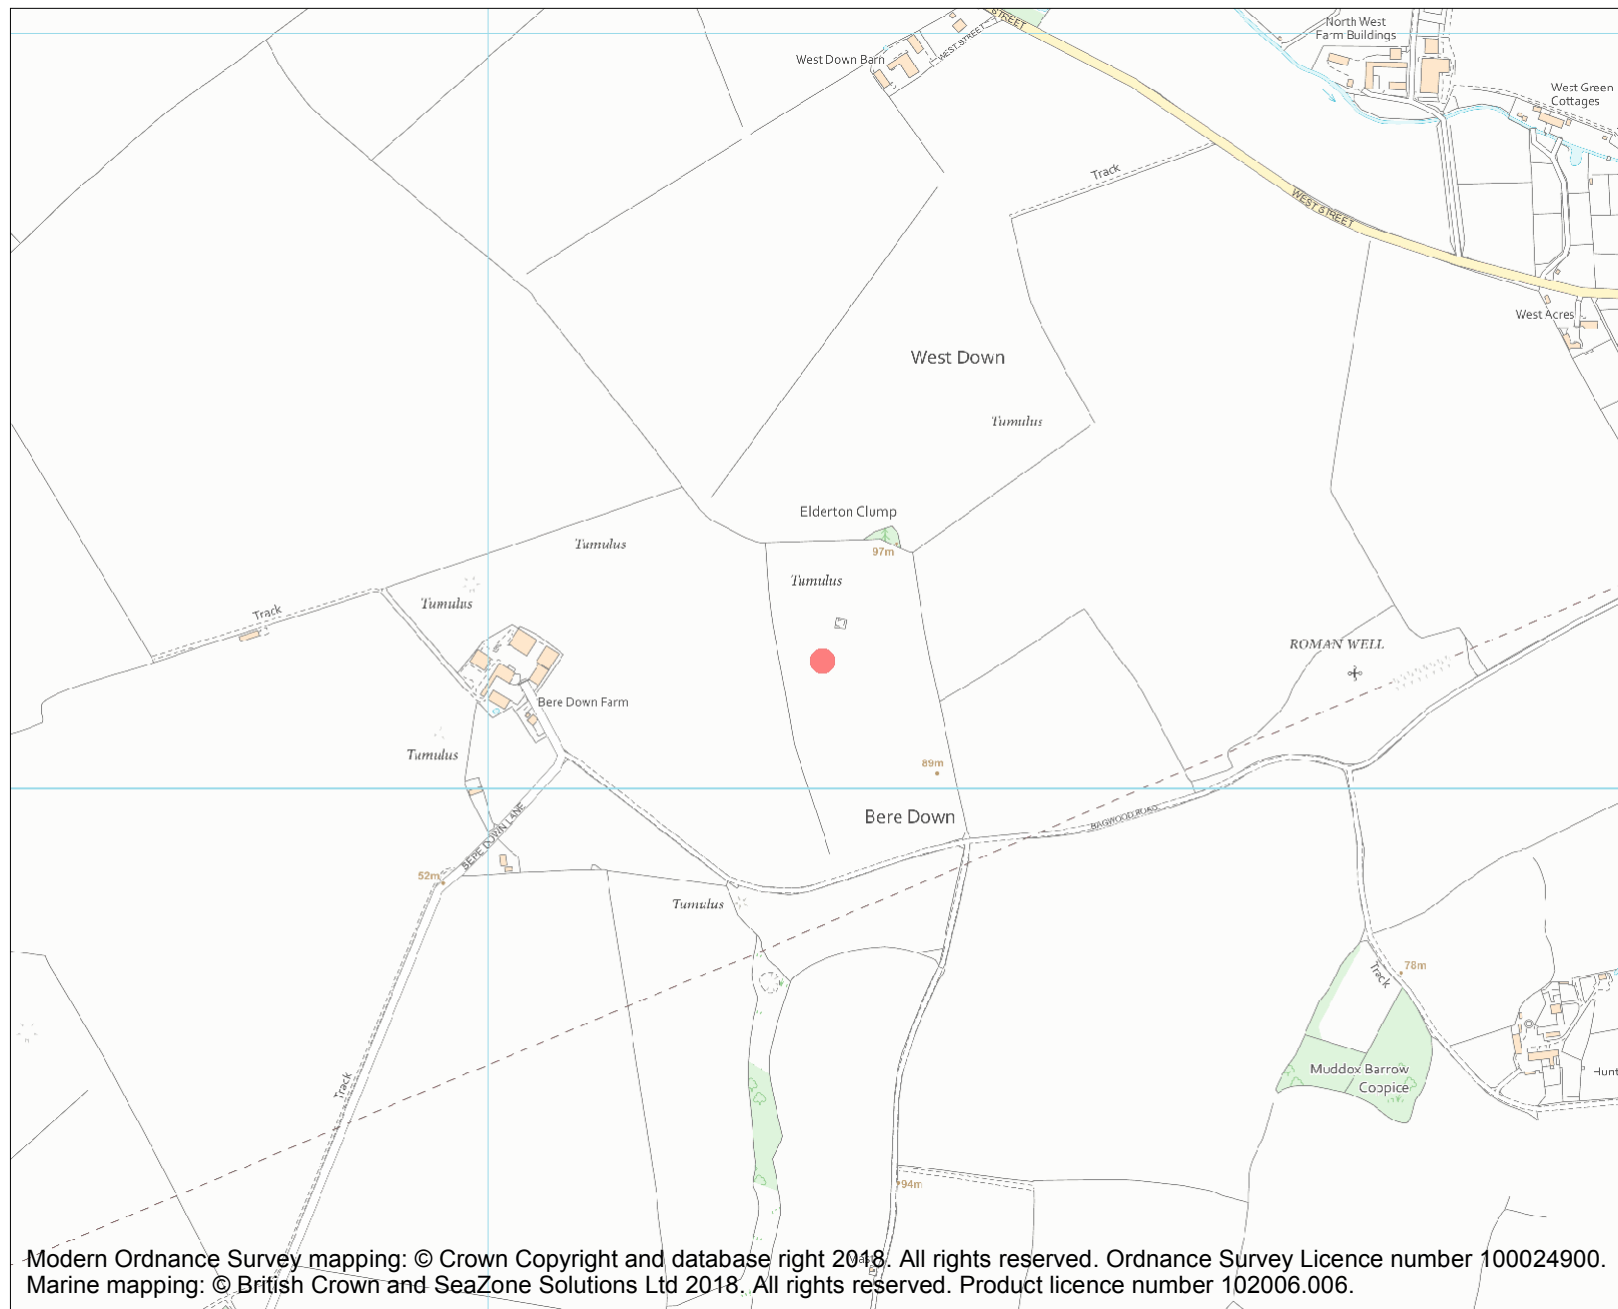 STREET
North West
Farm Buildings
West Down Barn
WEST STREET
West Green
Cottages
Track
WEST STREET
West Acres
West Down
Tumulus
Elderton Clump
97m
Tumulus
Tumulus
Tumulus
Track
ROMAN WELL
Bere Down Farm
Tumulus
89m
Bere Down
BAGWOOD ROAD
BERE DOWN LANE
52m
Tumulus
78m
Track
Muddox Barrow
Coppice
Hunt
Track
94m
Mast
Modern Ordnance Survey mapping: © Crown Copyright and database right 2018. All rights reserved. Ordnance Survey Licence number 100024900.
Marine mapping: © British Crown and SeaZone Solutions Ltd 2018. All rights reserved. Product licence number 102006.006.